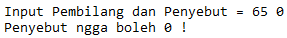 Input Pembilang dan Penyebut = 65 0
Penyebut ngga boleh 0 !